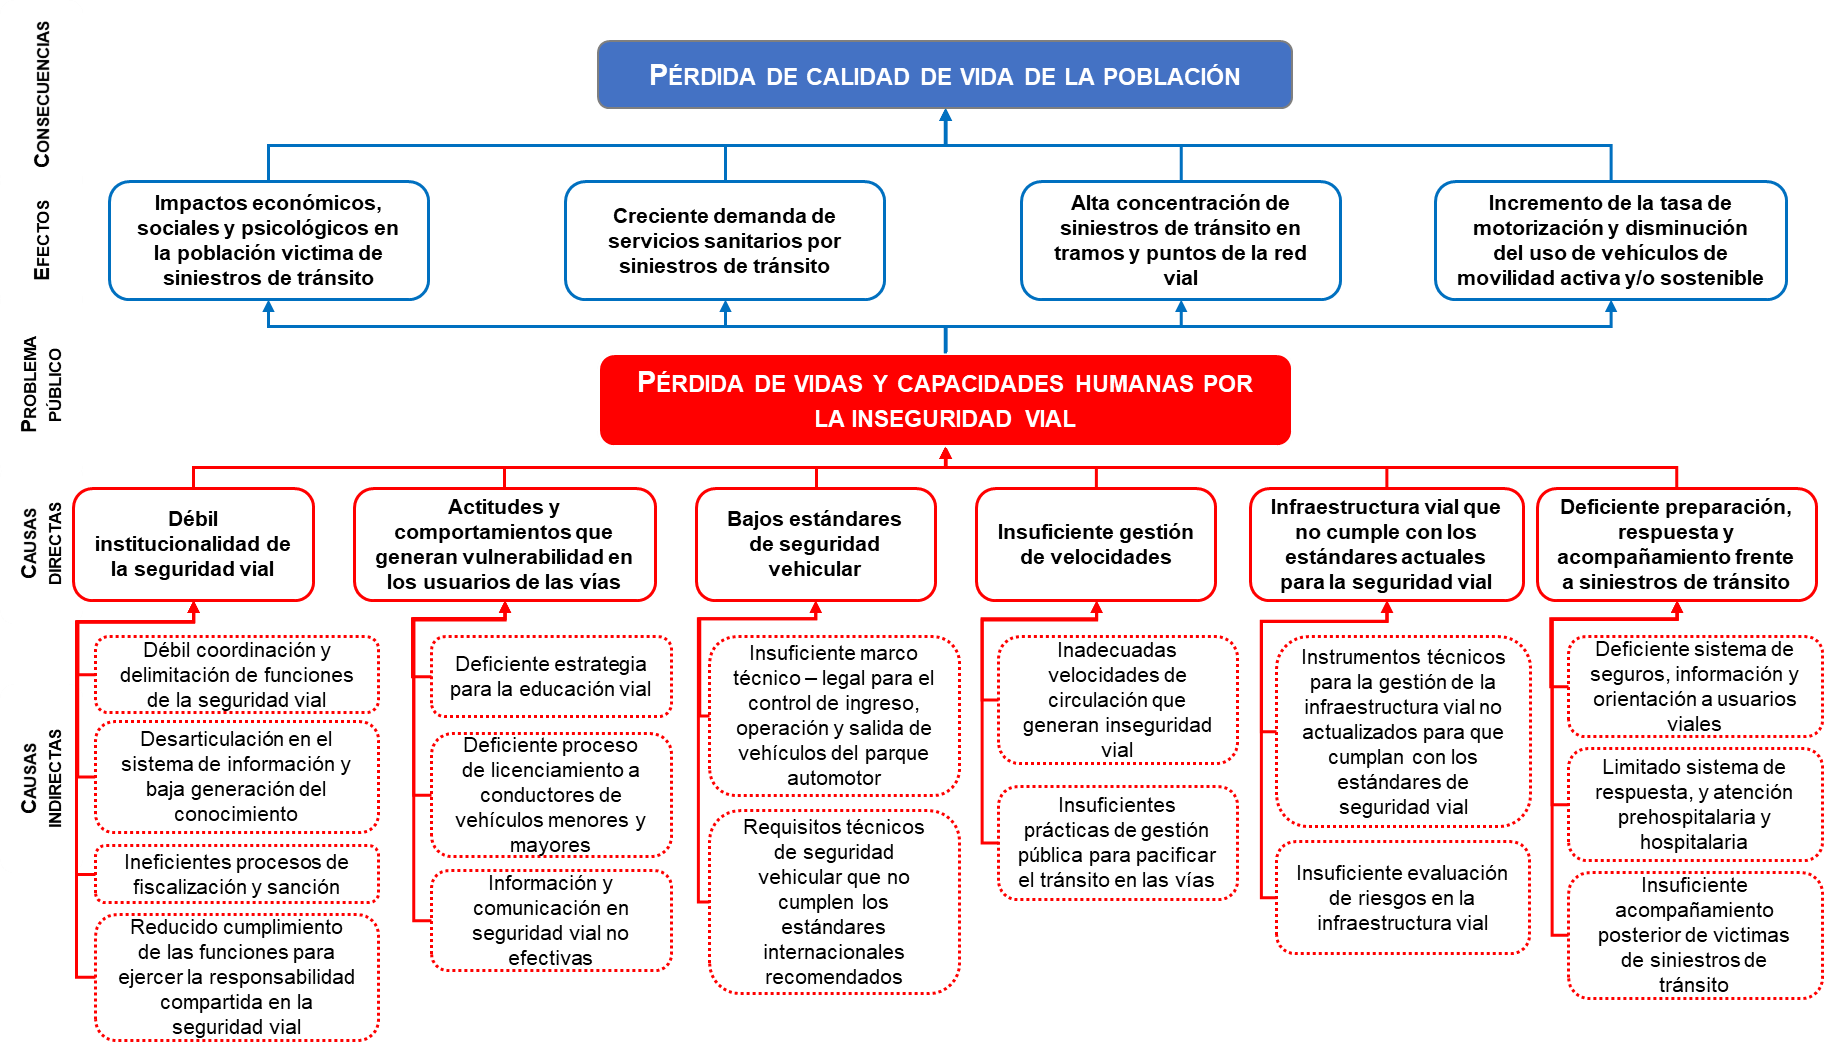 CONSECUENCIAS
PÉRDIDA DE CALIDAD DE VIDA DE LA POBLACIÓN
EFECTOS
Impactos económicos,
sociales y psicológicos en
la población victima de
siniestros de tránsito
Creciente demanda de
servicios sanitarios por
siniestros de tránsito
Alta concentración de
siniestros de tránsito en
tramos y puntos de la red
vial
Incremento de la tasa de
motorización y disminución
del uso de vehículos de
movilidad activa y/o sostenible
PROBLEMA
PÚBLICO
PÉRDIDA DE VIDAS Y CAPACIDADES HUMANAS POR
LA INSEGURIDAD VIAL
CAUSAS
DIRECTAS
Débil
institucionalidad de
la seguridad vial
Actitudes y
comportamientos que
generan vulnerabilidad en
los usuarios de las vías
Bajos estándares
de seguridad
vehicular
Insuficiente gestión
de velocidades
Infraestructura vial que
no cumple con los
estándares actuales
para la seguridad vial
Deficiente preparación,
respuesta y
acompañamiento frente
a siniestros de tránsito
CAUSAS
INDIRECTAS
Débil coordinación y
delimitación de funciones
de la seguridad vial
Desarticulación en el
sistema de información y
baja generación del
conocimiento
Ineficientes procesos de
fiscalización y sanción
Reducido cumplimiento
de las funciones para
ejercer la responsabilidad
compartida en la
seguridad vial
Deficiente estrategia
para la educación vial
Deficiente proceso
de licenciamiento a
conductores de
vehículos menores y
mayores
Información y
comunicación en
seguridad vial no
efectivas
Insuficiente marco
técnico – legal para el
control de ingreso,
operación y salida de
vehículos del parque
automotor
Requisitos técnicos
de seguridad
vehicular que no
cumplen los
estándares
internacionales
recomendados
Inadecuadas
velocidades de
circulación que
generan inseguridad
vial
Insuficientes
prácticas de gestión
pública para pacificar
el tránsito en las vías
Instrumentos técnicos
para la gestión de la
infraestructura vial no
actualizados para que
cumplan con los
estándares de
seguridad vial
Insuficiente evaluación
de riesgos en la
infraestructura vial
Deficiente sistema de
seguros, información y
orientación a usuarios
viales
Limitado sistema de
respuesta, y atención
prehospitalaria y
hospitalaria
Insuficiente
acompañamiento
posterior de victimas
de siniestros de
tránsito